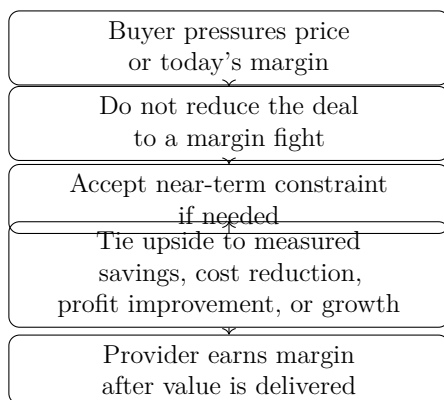 Buyer pressures price
or today's margin
Do not reduce the deal
to a margin fight
Accept near-term constraint
if needed
Tie upside to measured
savings, cost reduction,
profit improvement, or growth
Provider earns margin
after value is delivered